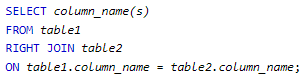 SELECT column_name(s)
FROM table1
RIGHT JOIN table2
ON table1.column_name = table2.column_name;